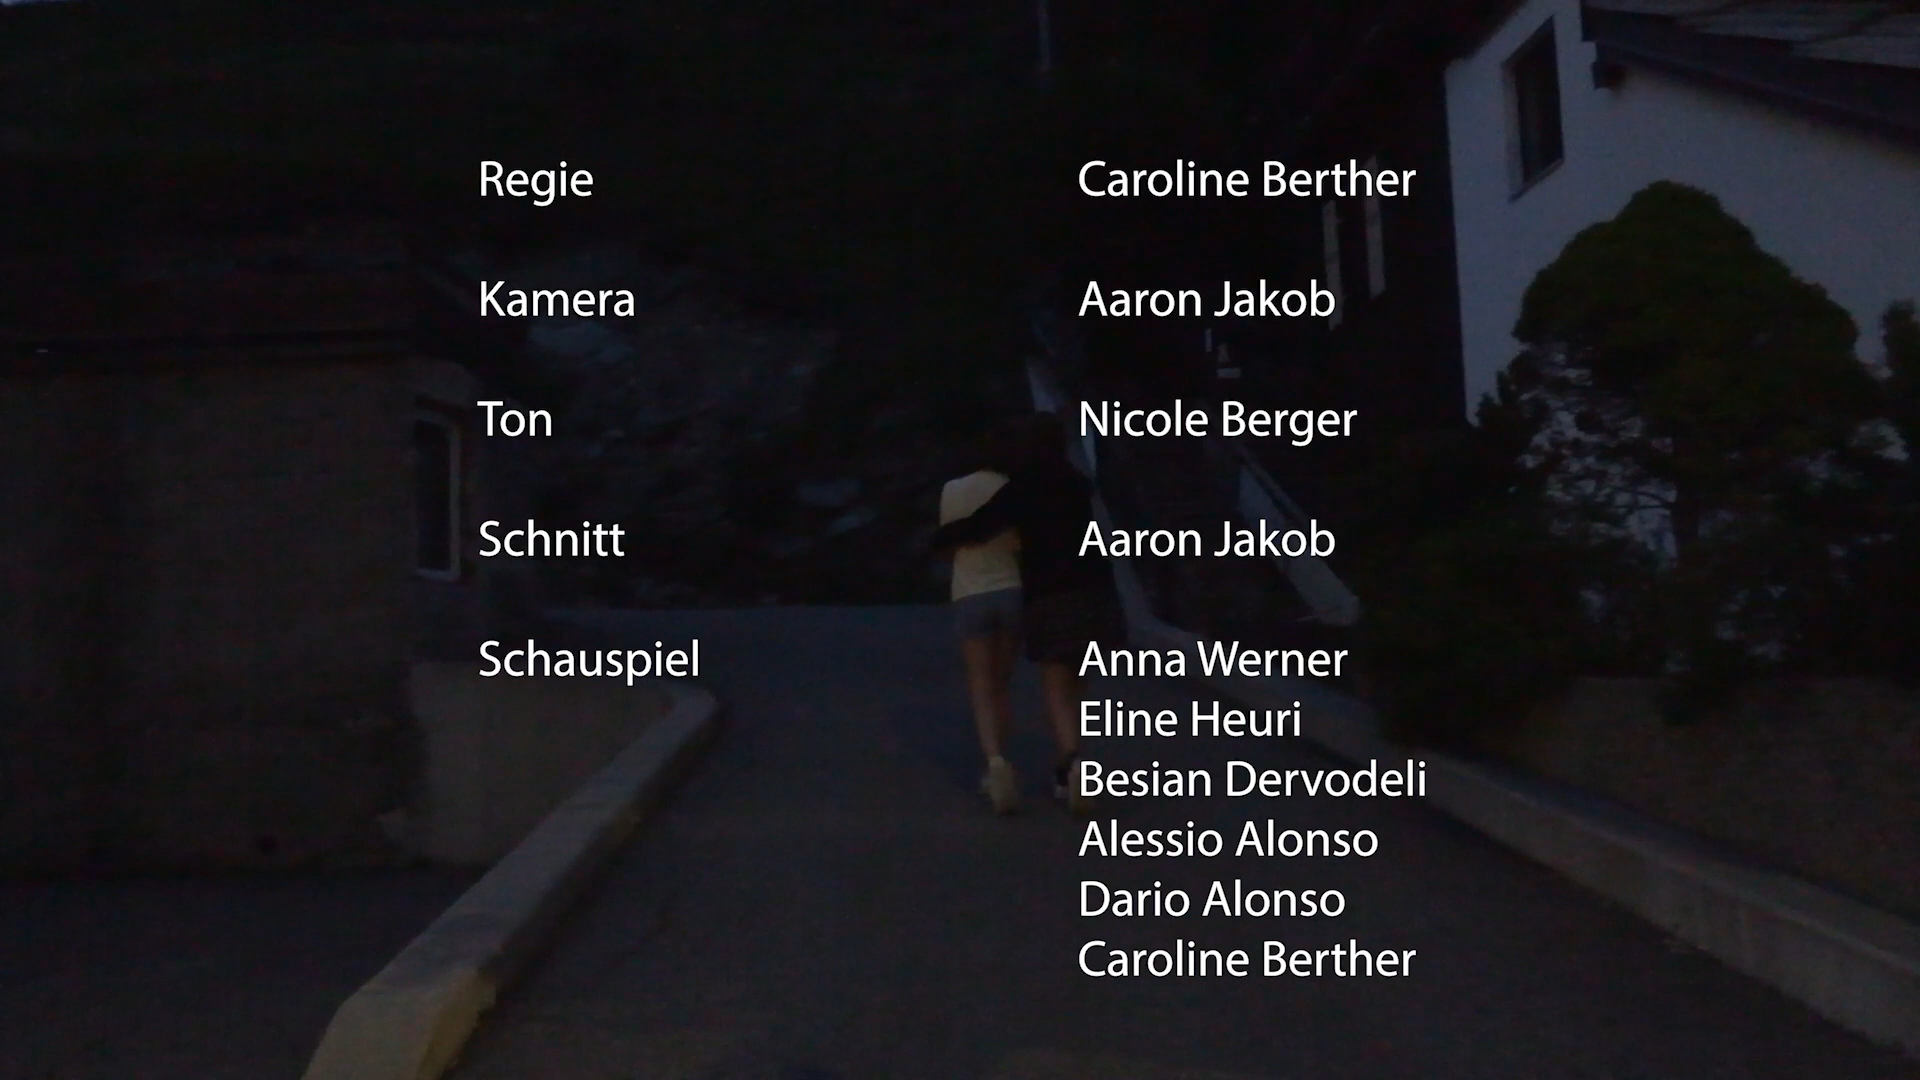 Regie Caroline Berther
Kamera Aaron Jakob
Ton Nicole Berger
Schnitt Aaron Jakob
Schauspiel Anna Werner
Eline Heuri
Besian Dervodeli
Alessio Alonso
Dario Alonso
Caroline Berther